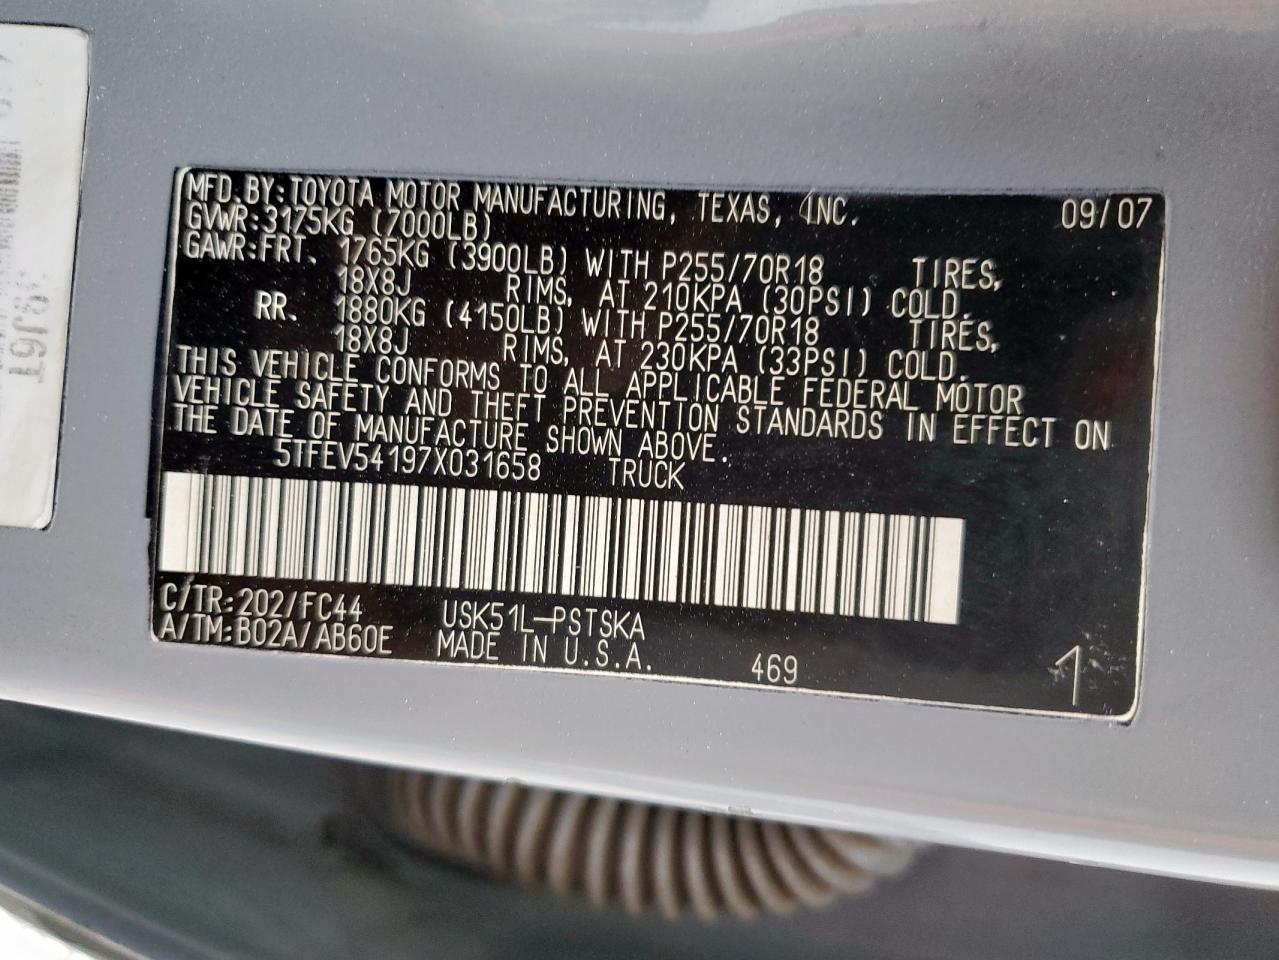 MFD. BY: TOYOTA MOTOR MANUFACTURING, TEXAS, INC. 09/07
GVWR: 3175KG (7000LB)
GAWR: FRT. 1765KG (3900LB) WITH P255/70R18 TIRES,
18X8J RIMS, AT 210KPA (30PSI) COLD.
RR. 1880KG (4150LB) WITH P255/70R18 TIRES,
18X8J RIMS, AT 230KPA (33PSI) COLD.
THIS VEHICLE CONFORMS TO ALL APPLICABLE FEDERAL MOTOR
VEHICLE SAFETY AND THEFT PREVENTION STANDARDS IN EFFECT ON
THE DATE OF MANUFACTURE SHOWN ABOVE.
5TFEV54197X031658 TRUCK
C/TR: 202/FC44 USK51L-PSTSKA
A/TM: B02A/AB60E MADE IN U.S.A. 469 1